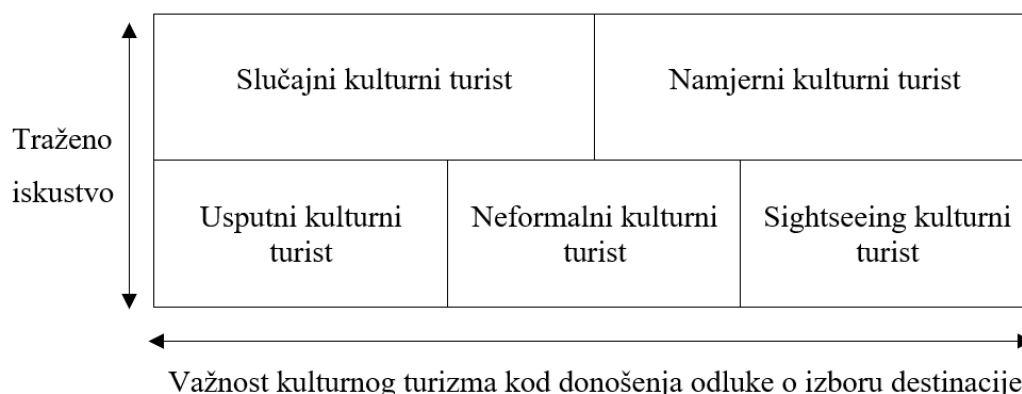 Slučajni kulturni turist
Namjerni kulturni turist
Traženo
iskustvo
Usputni kulturni
turist
Neformalni kulturni
turist
Sightseeing kulturni
turist
Važnost kulturnog turizma kod donošenja odluke o izboru destinacije